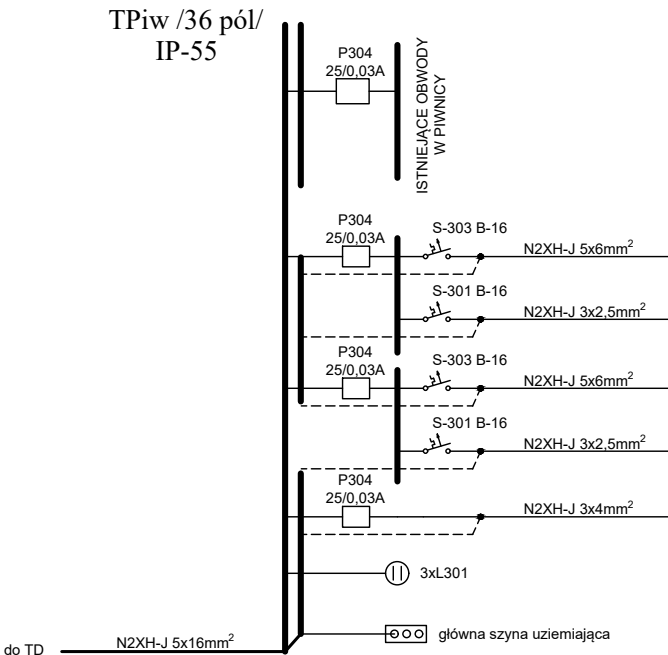 TPiw /36 pól/
IP-55
P304
25/0,03A
ISTNIEJĄCE OBWODY
W PIWNICY
P304
25/0,03A
S-303 B-16
N2XH-J 5x6mm²
S-301 B-16
N2XH-J 3x2,5mm²
P304
25/0,03A
S-303 B-16
N2XH-J 5x6mm²
S-301 B-16
N2XH-J 3x2,5mm²
P304
25/0,03A
N2XH-J 3x4mm²
3xL301
główna szyna uziemiająca
do TD
N2XH-J 5x16mm²